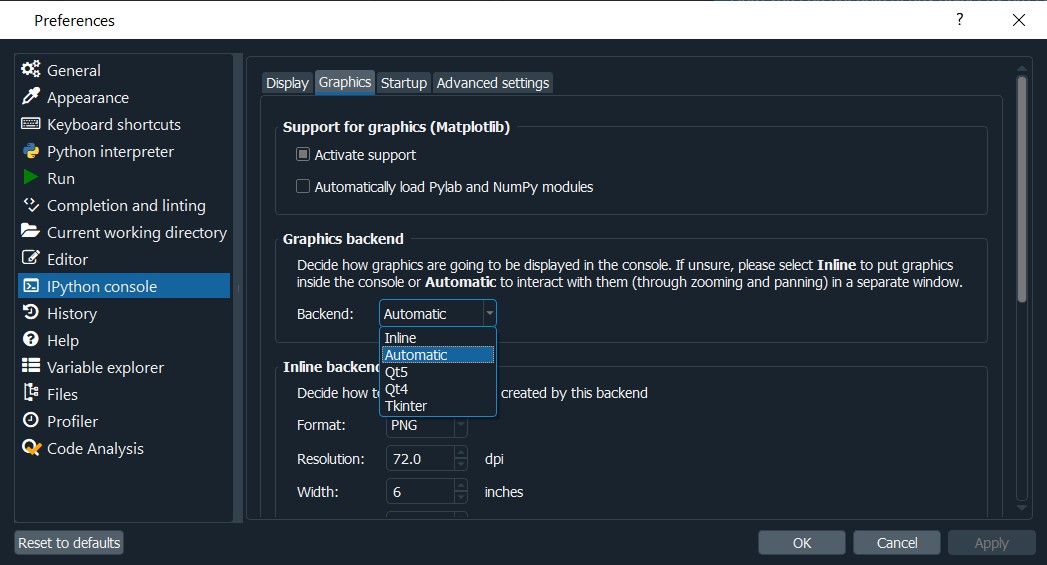 Preferences
?
General
Appearance
Keyboard shortcuts
Python interpreter
Run
Completion and linting
Current working directory
Editor
IPython console
History
Help
Variable explorer
Files
Profiler
Code Analysis
Display Graphics Startup Advanced settings
Support for graphics (Matplotlib)
Activate support
Automatically load Pylab and NumPy modules
Graphics backend
Decide how graphics are going to be displayed in the console. If unsure, please select Inline to put graphics
inside the console or Automatic to interact with them (through zooming and panning) in a separate window.
Backend: Automatic
Inline
Automatic
Qt5
Qt4
Tkinter
Inline backen
Decide how t created by this backend
Format: PNG
Resolution: 72.0 dpi
Width: 6 inches
Reset to defaults OK Cancel Apply